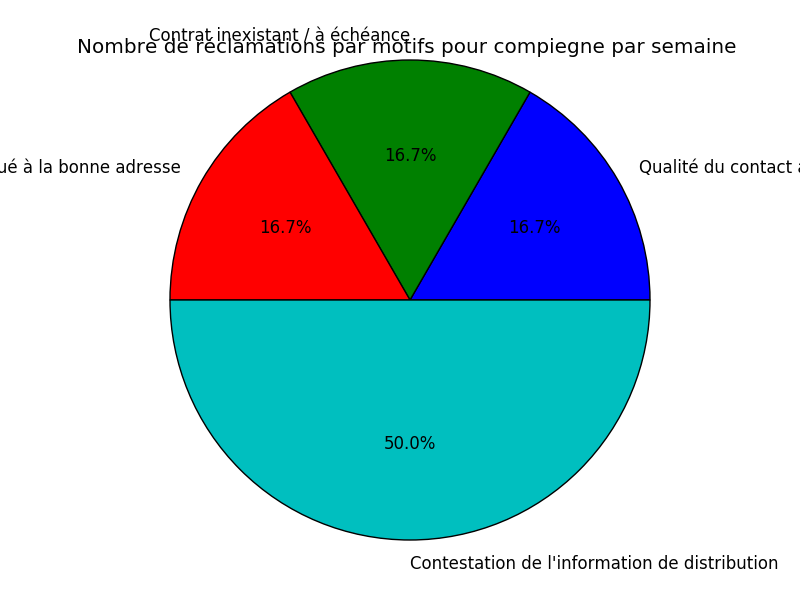 Contrat inexistant / à échéance
Nombre de réclamations par motifs pour compiegne par semaine
16.7%
ué à la bonne adresse
Qualité du contact
16.7%
16.7%
50.0%
Contestation de l'information de distribution